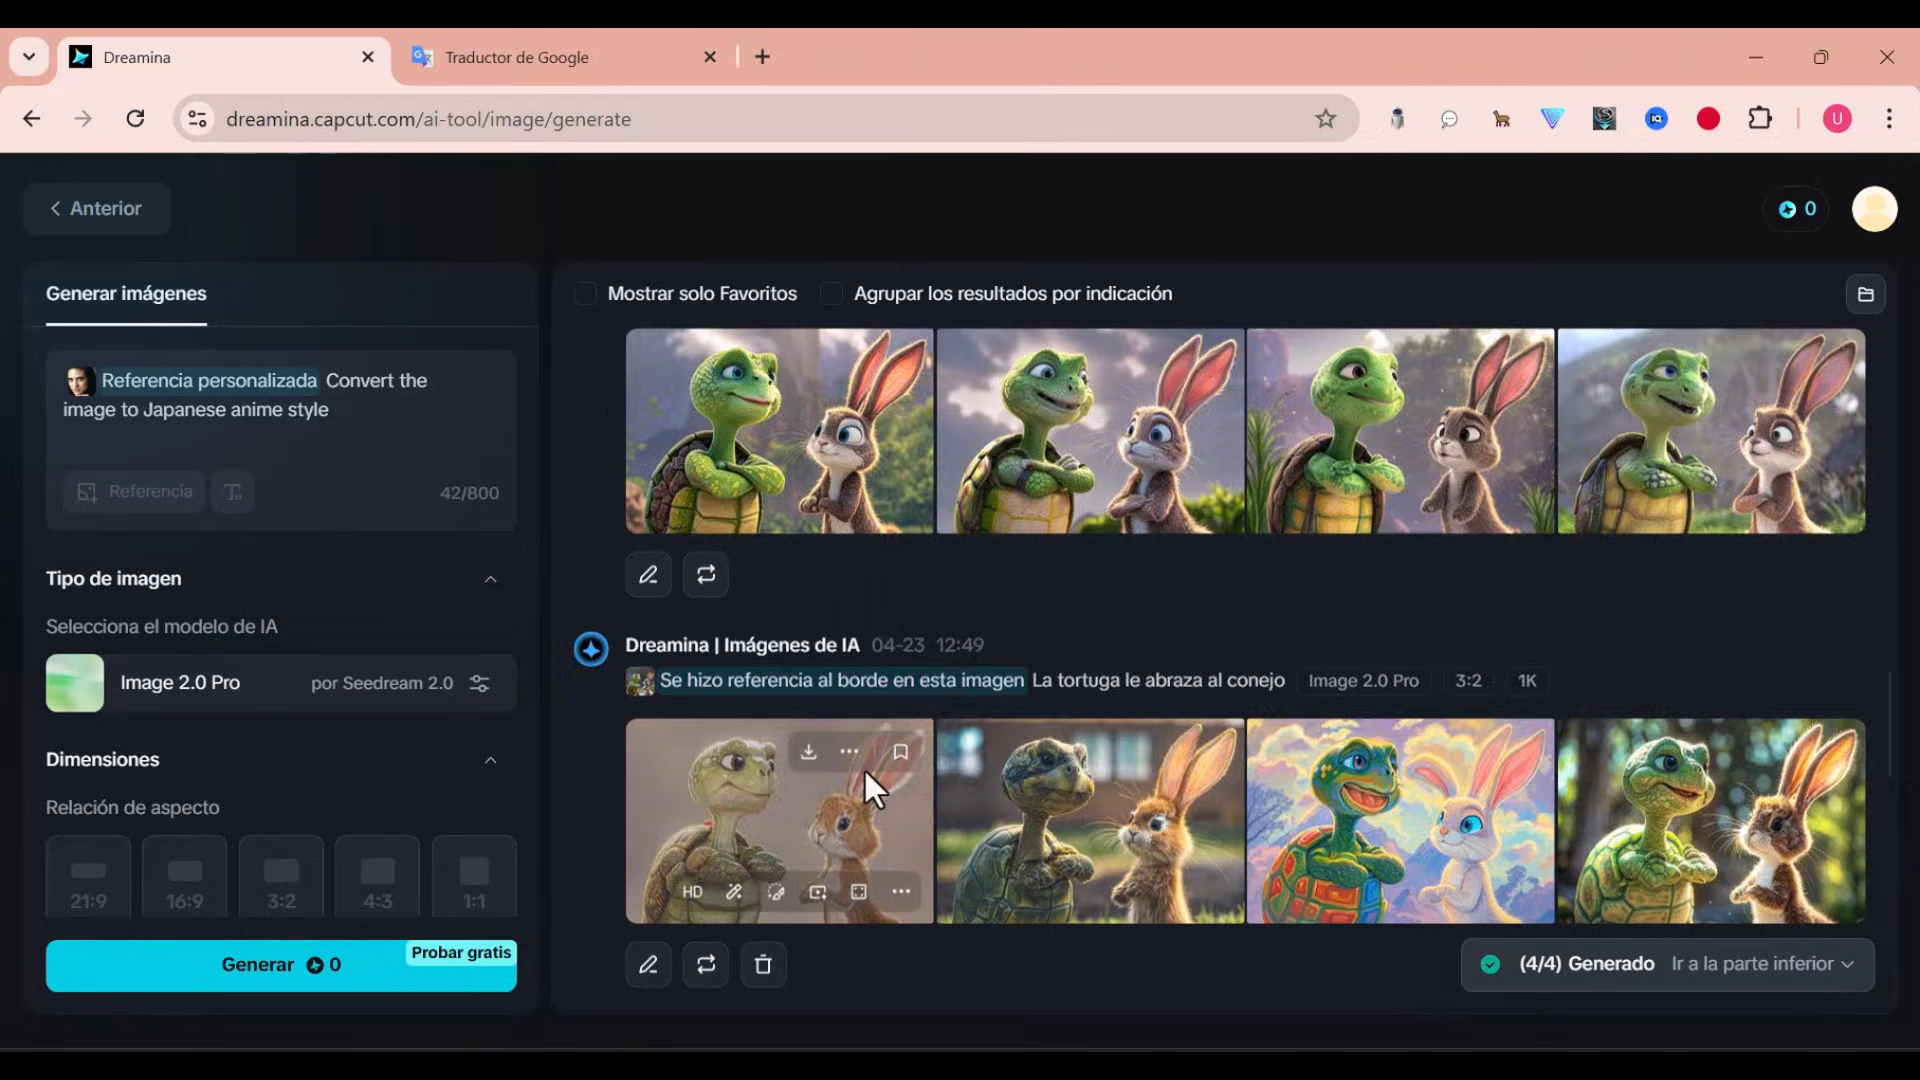 Dreamina
Traductor de Google
dreamina.capcut.com/ai-tool/image/generate
U
Anterior
0
Generar imágenes
Mostrar solo Favoritos
Agrupar los resultados por indicación
Referencia personalizada Convert the
image to Japanese anime style
Referencia
42/800
Tipo de imagen
Selecciona el modelo de IA
Image 2.0 Pro
por Seedream 2.0
Dimensiones
Relación de aspecto
21:9
16:9
3:2
4:3
1:1
Generar 0
Probar gratis
Dreamina | Imágenes de IA 04-23 12:49
Se hizo referencia al borde en esta imagen La tortuga le abraza al conejo Image 2.0 Pro 3:2 1K
HD
(4/4) Generado Ir a la parte inferior